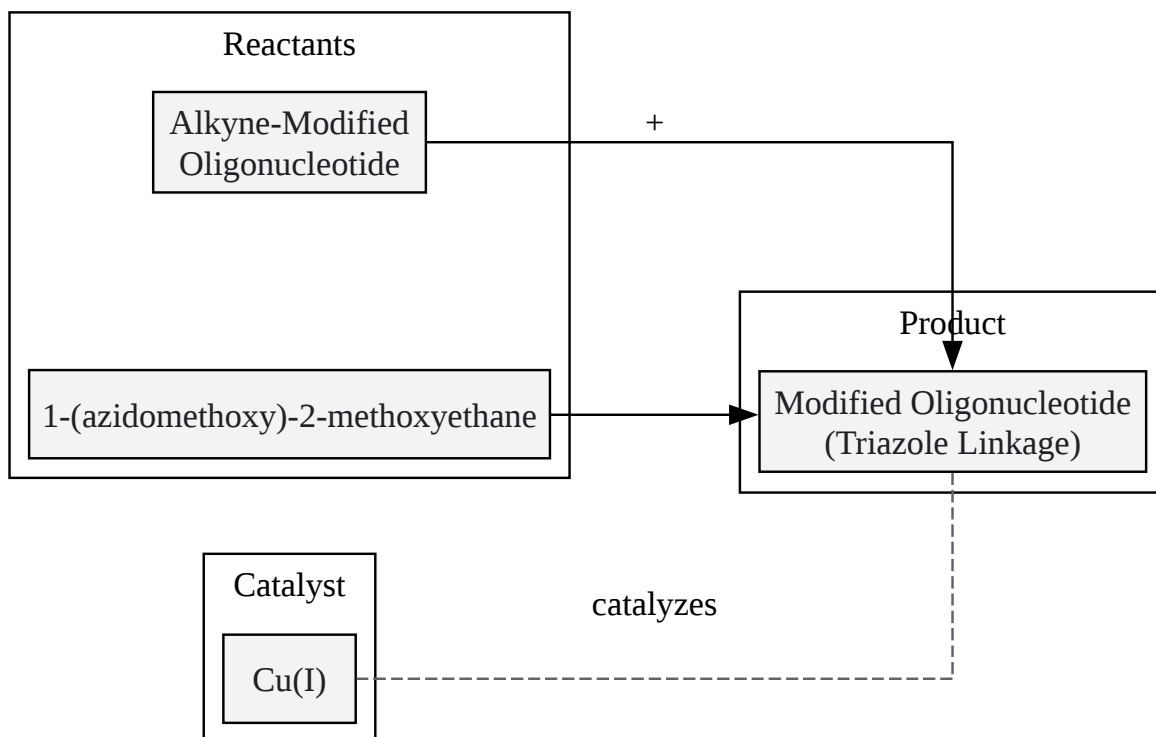 Reactants
Alkyne-Modified
Oligonucleotide
+
1-(azidomethoxy)-2-methoxyethane
Product
Modified Oligonucleotide
(Triazole Linkage)
Catalyst
catalyzes
Cu(I)